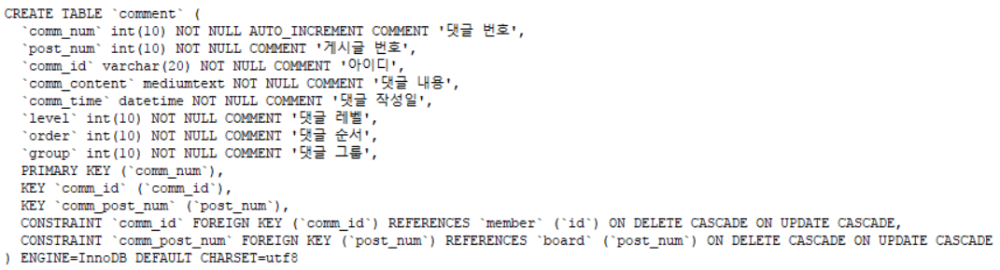 CREATE TABLE `comment` (
  `comm_num` int(10) NOT NULL AUTO_INCREMENT COMMENT '댓글 번호',
  `post_num` int(10) NOT NULL COMMENT '게시글 번호',
  `comm_id` varchar(20) NOT NULL COMMENT '아이디',
  `comm_content` mediumtext NOT NULL COMMENT '댓글 내용',
  `comm_time` datetime NOT NULL COMMENT '댓글 작성일',
  `level` int(10) NOT NULL COMMENT '댓글 레벨',
  `order` int(10) NOT NULL COMMENT '댓글 순서',
  `group` int(10) NOT NULL COMMENT '댓글 그룹',
  PRIMARY KEY (`comm_num`),
  KEY `comm_id` (`comm_id`),
  KEY `comm_post_num` (`post_num`),
  CONSTRAINT `comm_id` FOREIGN KEY (`comm_id`) REFERENCES `member` (`id`) ON DELETE CASCADE ON UPDATE CASCADE,
  CONSTRAINT `comm_post_num` FOREIGN KEY (`post_num`) REFERENCES `board` (`post_num`) ON DELETE CASCADE ON UPDATE CASCADE
) ENGINE=InnoDB DEFAULT CHARSET=utf8